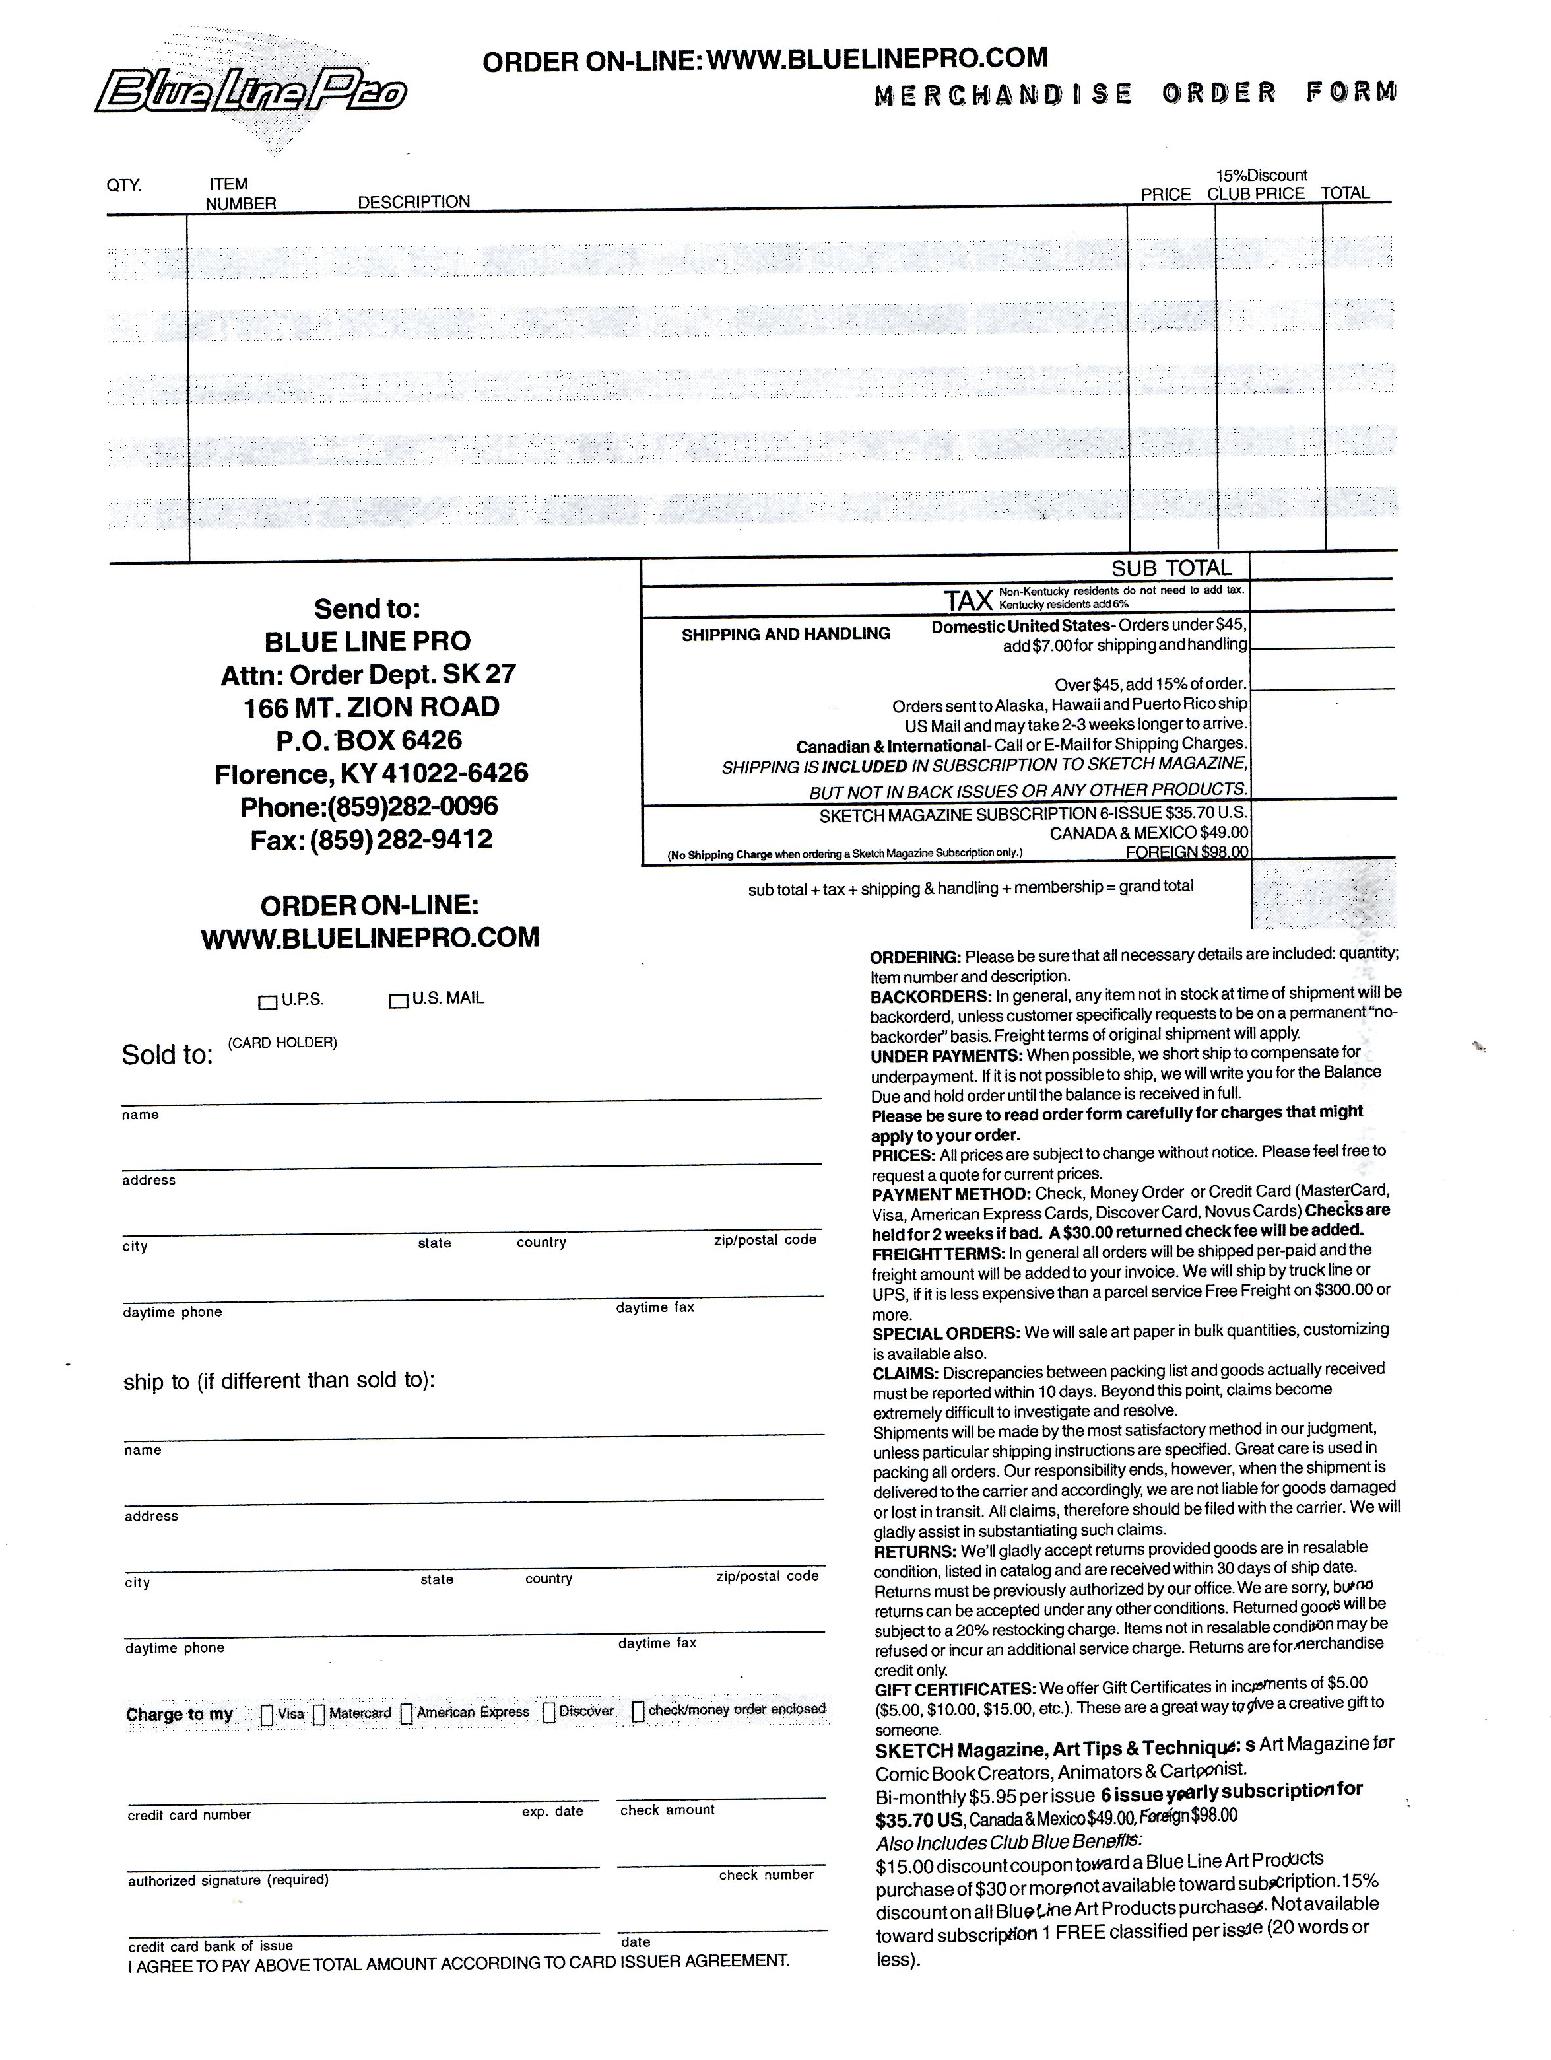 Blue Line Pro
ORDER ON-LINE: WWW.BLUELINEPRO.COM
MERCHANDISE ORDER FORM
QTY.
ITEM
NUMBER
DESCRIPTION
PRICE
15%Discount
CLUB PRICE
TOTAL
SUB TOTAL
TAX Non-Kentucky residents do not need to add tax.
Kentucky residents add 6%
SHIPPING AND HANDLING
Domestic United States- Orders under $45,
add $7.00 for shipping and handling
Over $45, add 15% of order.
Orders sent to Alaska, Hawaii and Puerto Rico ship
US Mail and may take 2-3 weeks longer to arrive.
Canadian & International- Call or E-Mail for Shipping Charges.
SHIPPING IS INCLUDED IN SUBSCRIPTION TO SKETCH MAGAZINE,
BUT NOT IN BACK ISSUES OR ANY OTHER PRODUCTS.
SKETCH MAGAZINE SUBSCRIPTION 6-ISSUE $35.70 U.S.
CANADA & MEXICO $49.00
(No Shipping Charge when ordering a Sketch Magazine Subscription only.)
FOREIGN $98.00
sub total + tax + shipping & handling + membership = grand total
Send to:
BLUE LINE PRO
Attn: Order Dept. SK 27
166 MT. ZION ROAD
P.O. BOX 6426
Florence, KY 41022-6426
Phone:(859)282-0096
Fax: (859) 282-9412
ORDER ON-LINE:
WWW.BLUELINEPRO.COM
U.P.S.
U.S. MAIL
Sold to: (CARD HOLDER)
name
address
city state country zip/postal code
daytime phone daytime fax
ship to (if different than sold to):
name
address
city state country zip/postal code
daytime phone daytime fax
Charge to my Visa Matercard American Express Discover check/money order enclosed
credit card number exp. date check amount
authorized signature (required) check number
credit card bank of issue date
I AGREE TO PAY ABOVE TOTAL AMOUNT ACCORDING TO CARD ISSUER AGREEMENT.
ORDERING: Please be sure that all necessary details are included: quantity;
Item number and description.
BACKORDERS: In general, any item not in stock at time of shipment will be
backorderd, unless customer specifically requests to be on a permanent "no-
backorder" basis. Freight terms of original shipment will apply.
UNDER PAYMENTS: When possible, we short ship to compensate for
underpayment. If it is not possible to ship, we will write you for the Balance
Due and hold order until the balance is received in full.
Please be sure to read order form carefully for charges that might
apply to your order.
PRICES: All prices are subject to change without notice. Please feel free to
request a quote for current prices.
PAYMENT METHOD: Check, Money Order or Credit Card (MasterCard,
Visa, American Express Cards, Discover Card, Novus Cards) Checks are
held for 2 weeks if bad. A $30.00 returned check fee will be added.
FREIGHT TERMS: In general all orders will be shipped per-paid and the
freight amount will be added to your invoice. We will ship by truck line or
UPS, if it is less expensive than a parcel service Free Freight on $300.00 or
more.
SPECIAL ORDERS: We will sale art paper in bulk quantities, customizing
is available also.
CLAIMS: Discrepancies between packing list and goods actually received
must be reported within 10 days. Beyond this point, claims become
extremely difficult to investigate and resolve.
Shipments will be made by the most satisfactory method in our judgment,
unless particular shipping instructions are specified. Great care is used in
packing all orders. Our responsibility ends, however, when the shipment is
delivered to the carrier and accordingly, we are not liable for goods damaged
or lost in transit. All claims, therefore should be filed with the carrier. We will
gladly assist in substantiating such claims.
RETURNS: We'll gladly accept returns provided goods are in resalable
condition, listed in catalog and are received within 30 days of ship date.
Returns must be previously authorized by our office. We are sorry, but no
returns can be accepted under any other conditions. Returned goods will be
subject to a 20% restocking charge. Items not in resalable condition may be
refused or incur an additional service charge. Returns are for merchandise
credit only.
GIFT CERTIFICATES: We offer Gift Certificates in increments of $5.00
($5.00, $10.00, $15.00, etc.). These are a great way to give a creative gift to
someone.
SKETCH Magazine, Art Tips & Technique: s Art Magazine for
Comic Book Creators, Animators & Cartoonist.
Bi-monthly $5.95 per issue 6 issue yearly subscription for
$35.70 US, Canada & Mexico $49.00, Foreign $98.00
Also Includes Club Blue Benefits:
$15.00 discount coupon toward a Blue Line Art Products
purchase of $30 or more not available toward subscription. 15%
discount on all Blue Line Art Products purchases. Not available
toward subscription 1 FREE classified per issue (20 words or
less).